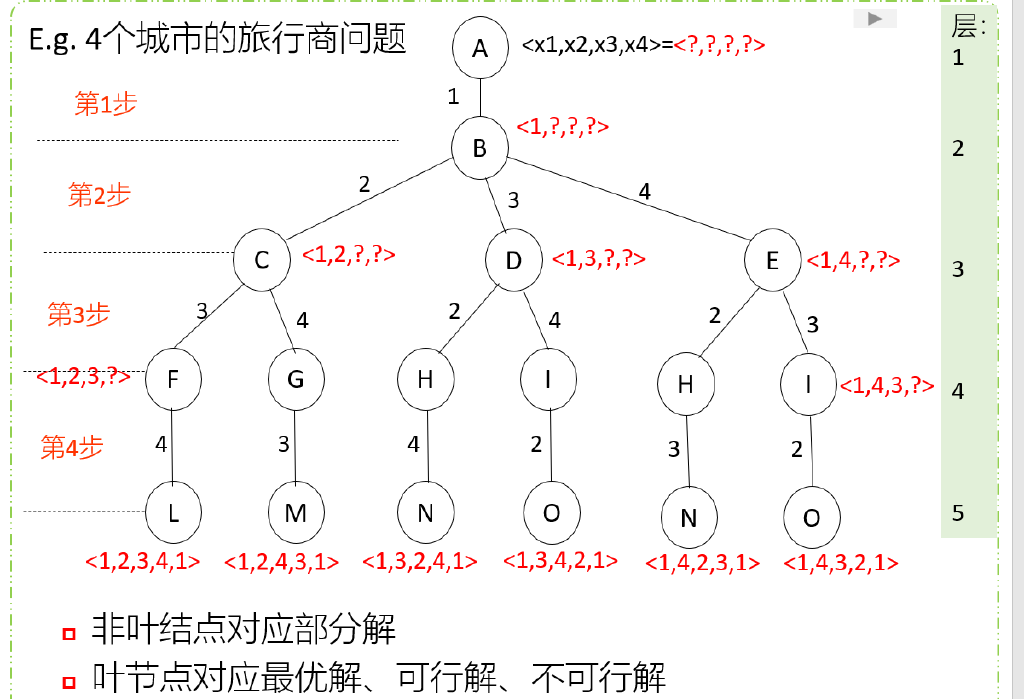 E.g. 4个城市的旅行商问题
A
<x1,x2,x3,x4>=<?,?,?,?>
层:
1
第1步
1
B
<1,?,?,?>
2
第2步
2
3
4
C
<1,2,?,?>
D
<1,3,?,?>
E
<1,4,?,?>
3
第3步
3
4
2
4
2
3
<1,2,3,?>
F
G
H
I
H
I
<1,4,3,?>
4
第4步
4
3
4
2
3
2
L
M
N
O
N
O
5
<1,2,3,4,1>
<1,2,4,3,1>
<1,3,2,4,1>
<1,3,4,2,1>
<1,4,2,3,1>
<1,4,3,2,1>
非叶结点对应部分解
叶节点对应最优解、可行解、不可行解